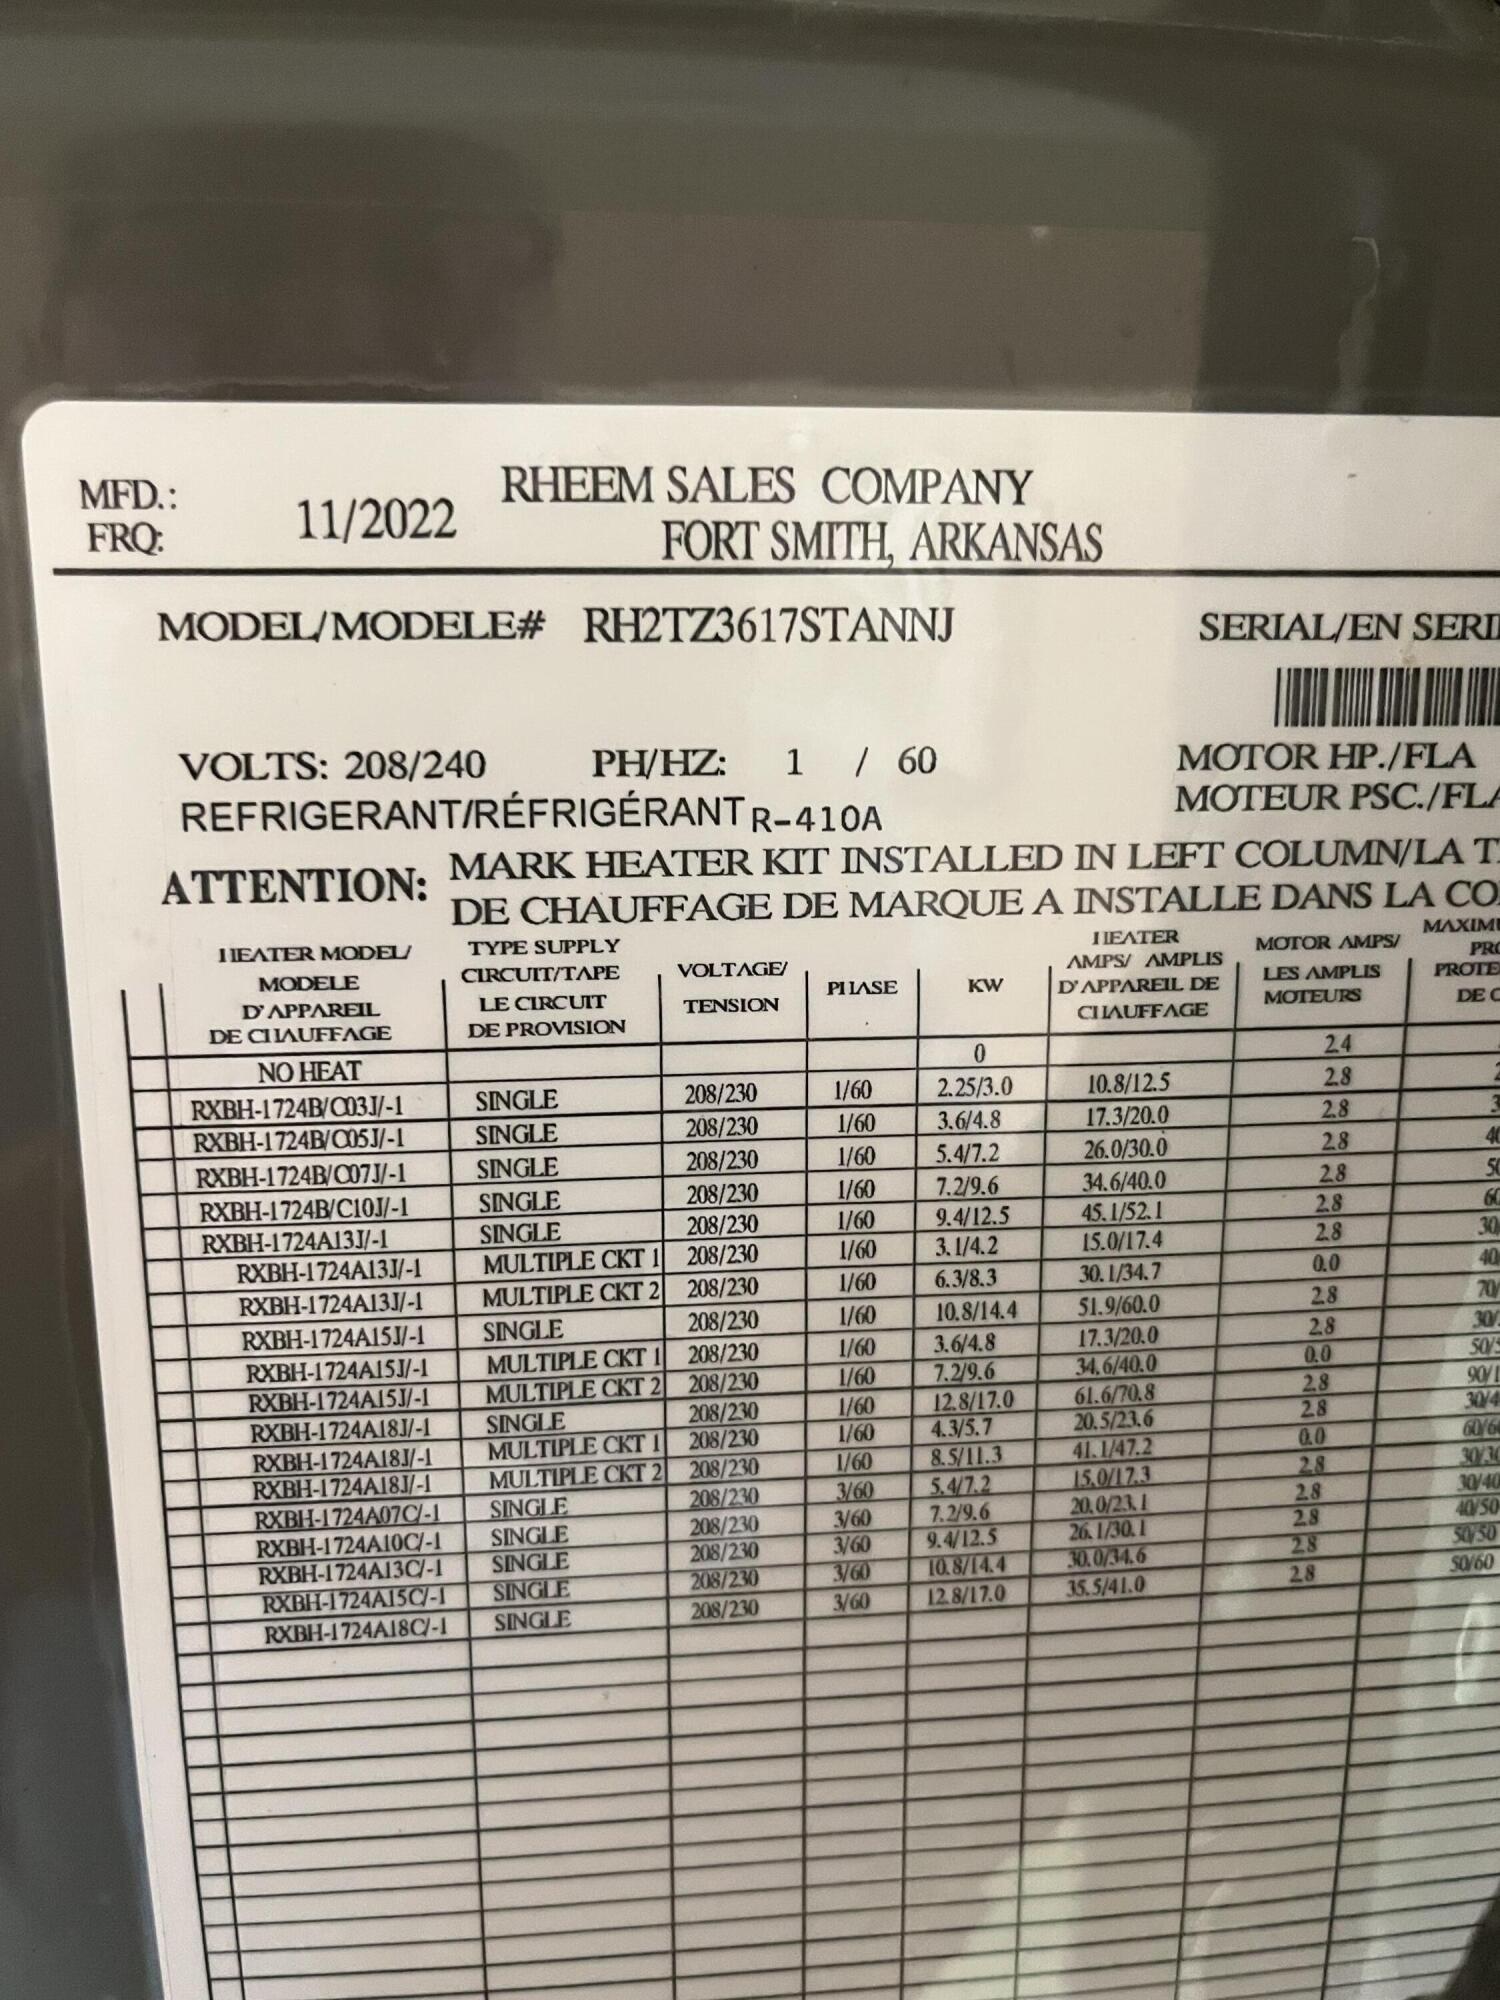 MFD.: RHEEM SALES COMPANY
FRQ: 11/2022 FORT SMITH, ARKANSAS
MODEL/MODELE# RH2TZ3617STANNJ SERIAL/EN
VOLTS: 208/240 PH/HZ: 1 / 60 MOTOR HP./FLA
REFRIGERANT/RÉFRIGÉRANT R-410A MOTEUR PSC./FLA
ATTENTION: MARK HEATER KIT INSTALLED IN LEFT COLUMN/LA
DE CHAUFFAGE DE MARQUE A INSTALLE DANS LA
HEATER MODEL/ MODELE D'APPAREIL DE CHAUFFAGE TYPE SUPPLY CIRCUIT/TAPE LE CIRCUIT DE PROVISION VOLTAGE/ TENSION PHASE KW HEATER AMPS/ AMPLIS D'APPAREIL DE CHAUFFAGE MOTOR AMPS/ LES AMPLIS MOTEURS
NO HEAT 0 2.4
RXBH-1724B/C03J/-1 SINGLE 208/230 1/60 2.25/3.0 10.8/12.5 2.8
RXBH-1724B/C05J/-1 SINGLE 208/230 1/60 3.6/4.8 17.3/20.0 2.8
RXBH-1724B/C07J/-1 SINGLE 208/230 1/60 5.4/7.2 26.0/30.0 2.8
RXBH-1724B/C10J/-1 SINGLE 208/230 1/60 7.2/9.6 34.6/40.0 2.8
RXBH-1724A13J/-1 SINGLE 208/230 1/60 9.4/12.5 45.1/52.1 2.8
RXBH-1724A13J/-1 MULTIPLE CKT 1 208/230 1/60 3.1/4.2 15.0/17.4 2.8
RXBH-1724A13J/-1 MULTIPLE CKT 2 208/230 1/60 6.3/8.3 30.1/34.7 0.0
RXBH-1724A15J/-1 SINGLE 208/230 1/60 10.8/14.4 51.9/60.0 2.8
RXBH-1724A15J/-1 MULTIPLE CKT 1 208/230 1/60 3.6/4.8 17.3/20.0 2.8
RXBH-1724A15J/-1 MULTIPLE CKT 2 208/230 1/60 7.2/9.6 34.6/40.0 0.0
RXBH-1724A18J/-1 SINGLE 208/230 1/60 12.8/17.0 61.6/70.8 2.8
RXBH-1724A18J/-1 MULTIPLE CKT 1 208/230 1/60 4.3/5.7 20.5/23.6 2.8
RXBH-1724A18J/-1 MULTIPLE CKT 2 208/230 1/60 8.5/11.3 41.1/47.2 0.0
RXBH-1724A07C/-1 SINGLE 208/230 3/60 5.4/7.2 15.0/17.3 2.8
RXBH-1724A10C/-1 SINGLE 208/230 3/60 7.2/9.6 20.0/23.1 2.8
RXBH-1724A13C/-1 SINGLE 208/230 3/60 9.4/12.5 26.1/30.1 2.8 40/50
RXBH-1724A15C/-1 SINGLE 208/230 3/60 10.8/14.4 30.0/34.6 2.8 50/50
RXBH-1724A18C/-1 SINGLE 208/230 3/60 12.8/17.0 35.5/41.0 2.8 50/60